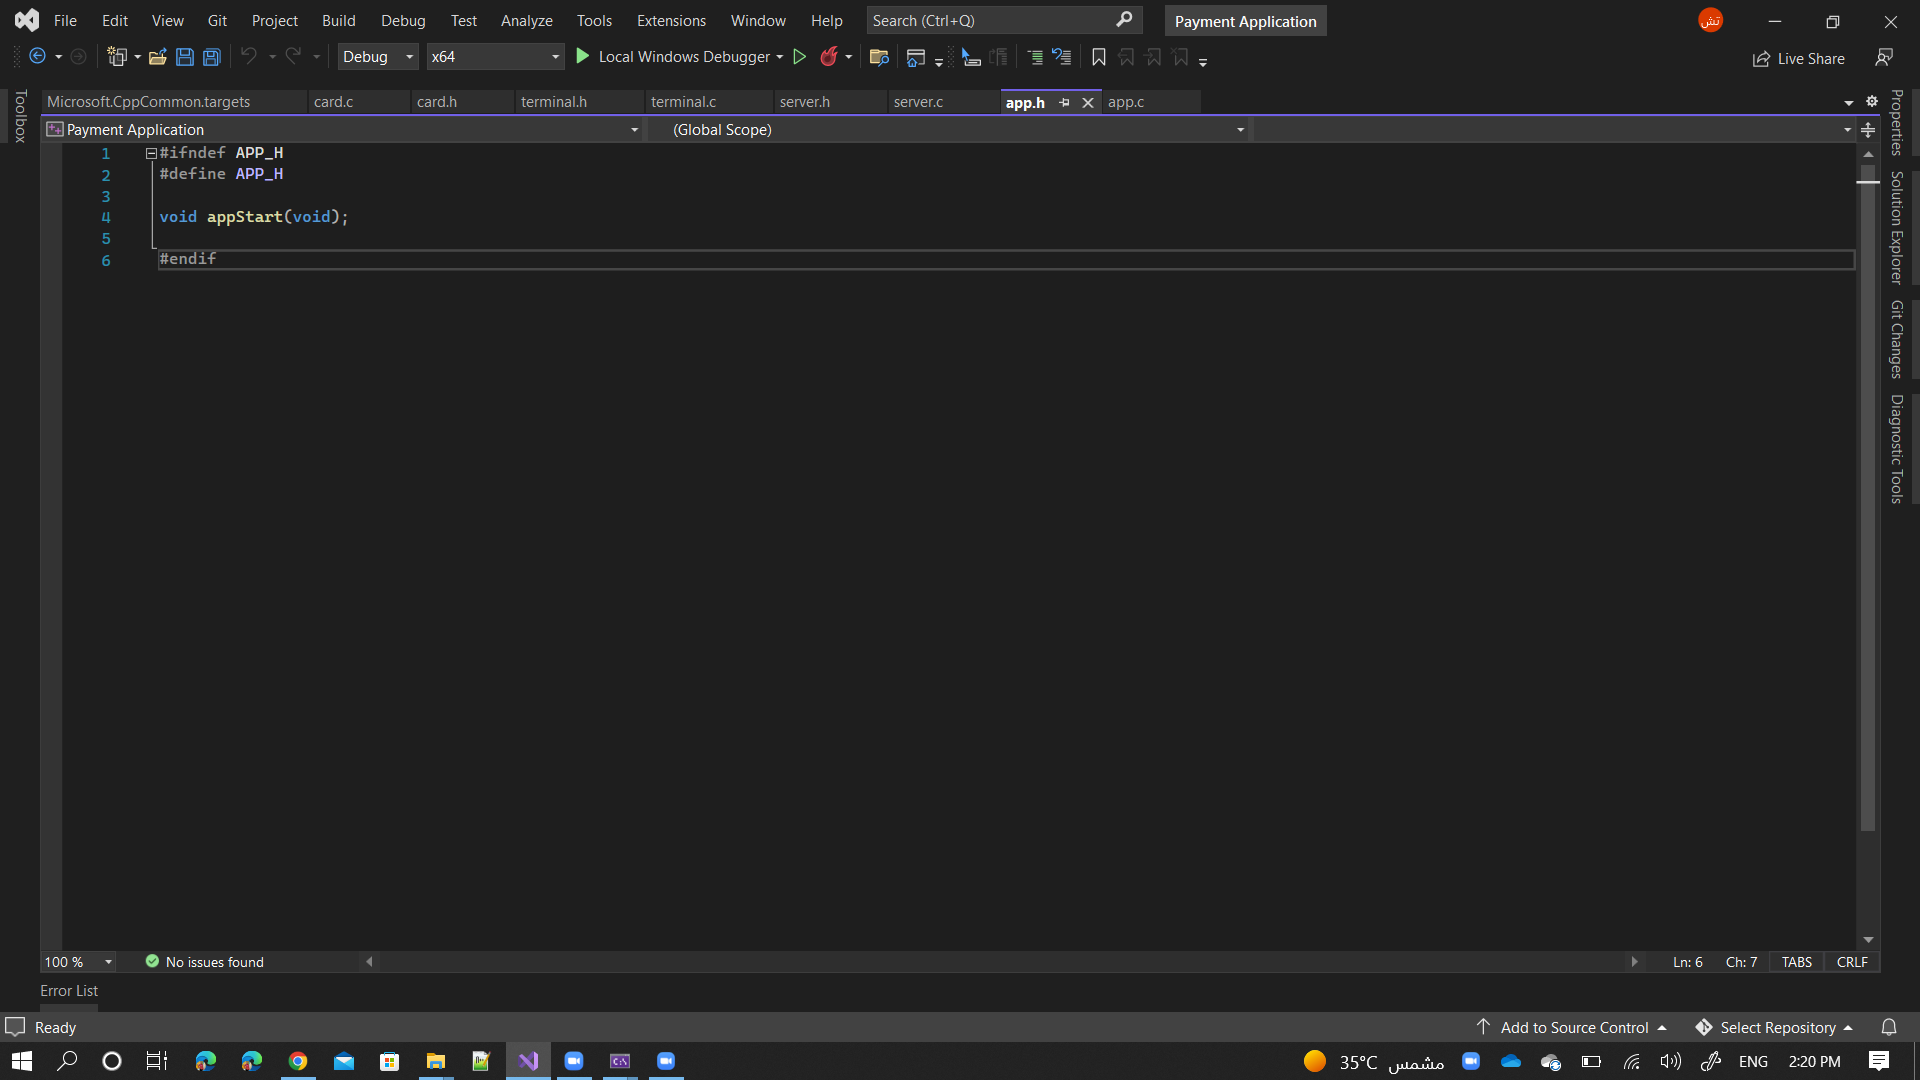 File Edit View Git Project Build Debug Test Analyze Tools Extensions Window Help Search (Ctrl+Q) Payment Application تش
Debug x64 Local Windows Debugger Live Share
Toolbox
Microsoft.CppCommon.targets card.c card.h terminal.h terminal.c server.h server.c app.h app.c
Payment Application (Global Scope)
1 #ifndef APP_H
2 #define APP_H
3
4 void appStart(void);
5
6 #endif
Properties
Solution Explorer
Git Changes
Diagnostic Tools
100 % No issues found Ln: 6 Ch: 7 TABS CRLF
Error List
Ready Add to Source Control Select Repository
35°C مشمس ENG 2:20 PM